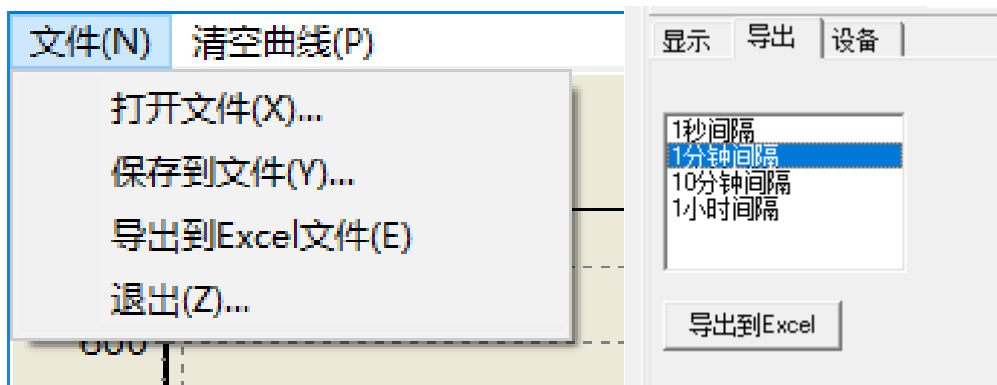 文件(N) 清空曲线(P)
打开文件(X)...
保存到文件(Y)...
导出到Excel文件(E)
退出(Z)...
显示 导出 设备
1秒间隔
1分钟间隔
10分钟间隔
1小时间隔
导出到Excel